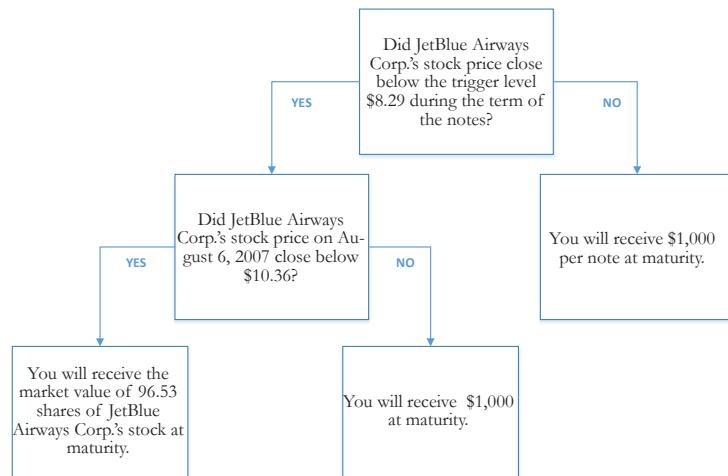 Did JetBlue Airways
Corp.'s stock price close
below the trigger level
$8.29 during the term of
the notes?
YES
NO
Did JetBlue Airways
Corp.'s stock price on Au-
gust 6, 2007 close below
$10.36?
You will receive $1,000
per note at maturity.
YES
NO
You will receive the
market value of 96.53
shares of JetBlue
Airways Corp.'s stock at
maturity.
You will receive $1,000
at maturity.